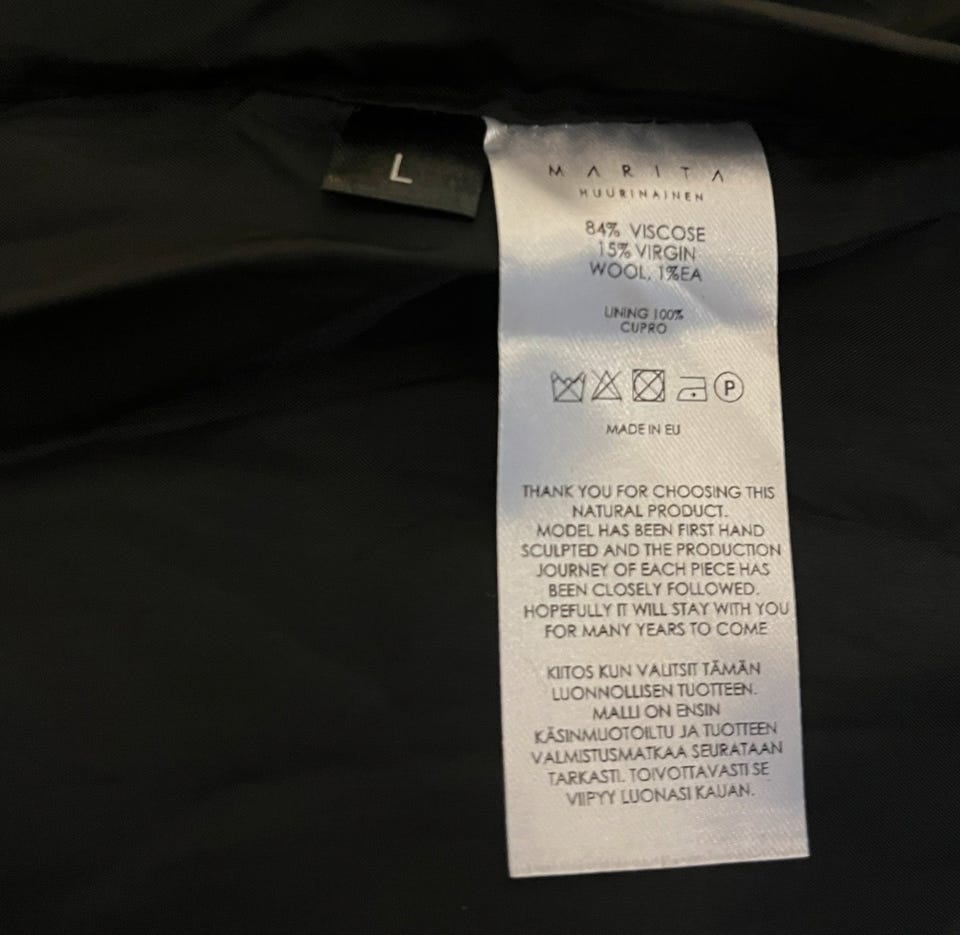 L
MARITA
HUURINAINEN
84% VISCOSE
15% VIRGIN
WOOL, 1%EA
LINING 100%
CUPRO
P
MADE IN EU
THANK YOU FOR CHOOSING THIS
NATURAL PRODUCT.
MODEL HAS BEEN FIRST HAND
SCULPTED AND THE PRODUCTION
JOURNEY OF EACH PIECE HAS
BEEN CLOSELY FOLLOWED.
HOPEFULLY IT WILL STAY WITH YOU
FOR MANY YEARS TO COME
KIITOS KUN VALITSIT TÄMÄN
LUONNOLLISEN TUOTTEEN.
MALLI ON ENSIN
KÄSINMUOTOILTU JA TUOTTEEN
VALMISTUSMATKAA SEURATAAN
TARKASTI. TOIVOTTAVASTI SE
VIIPYY LUONASI KAUAN.